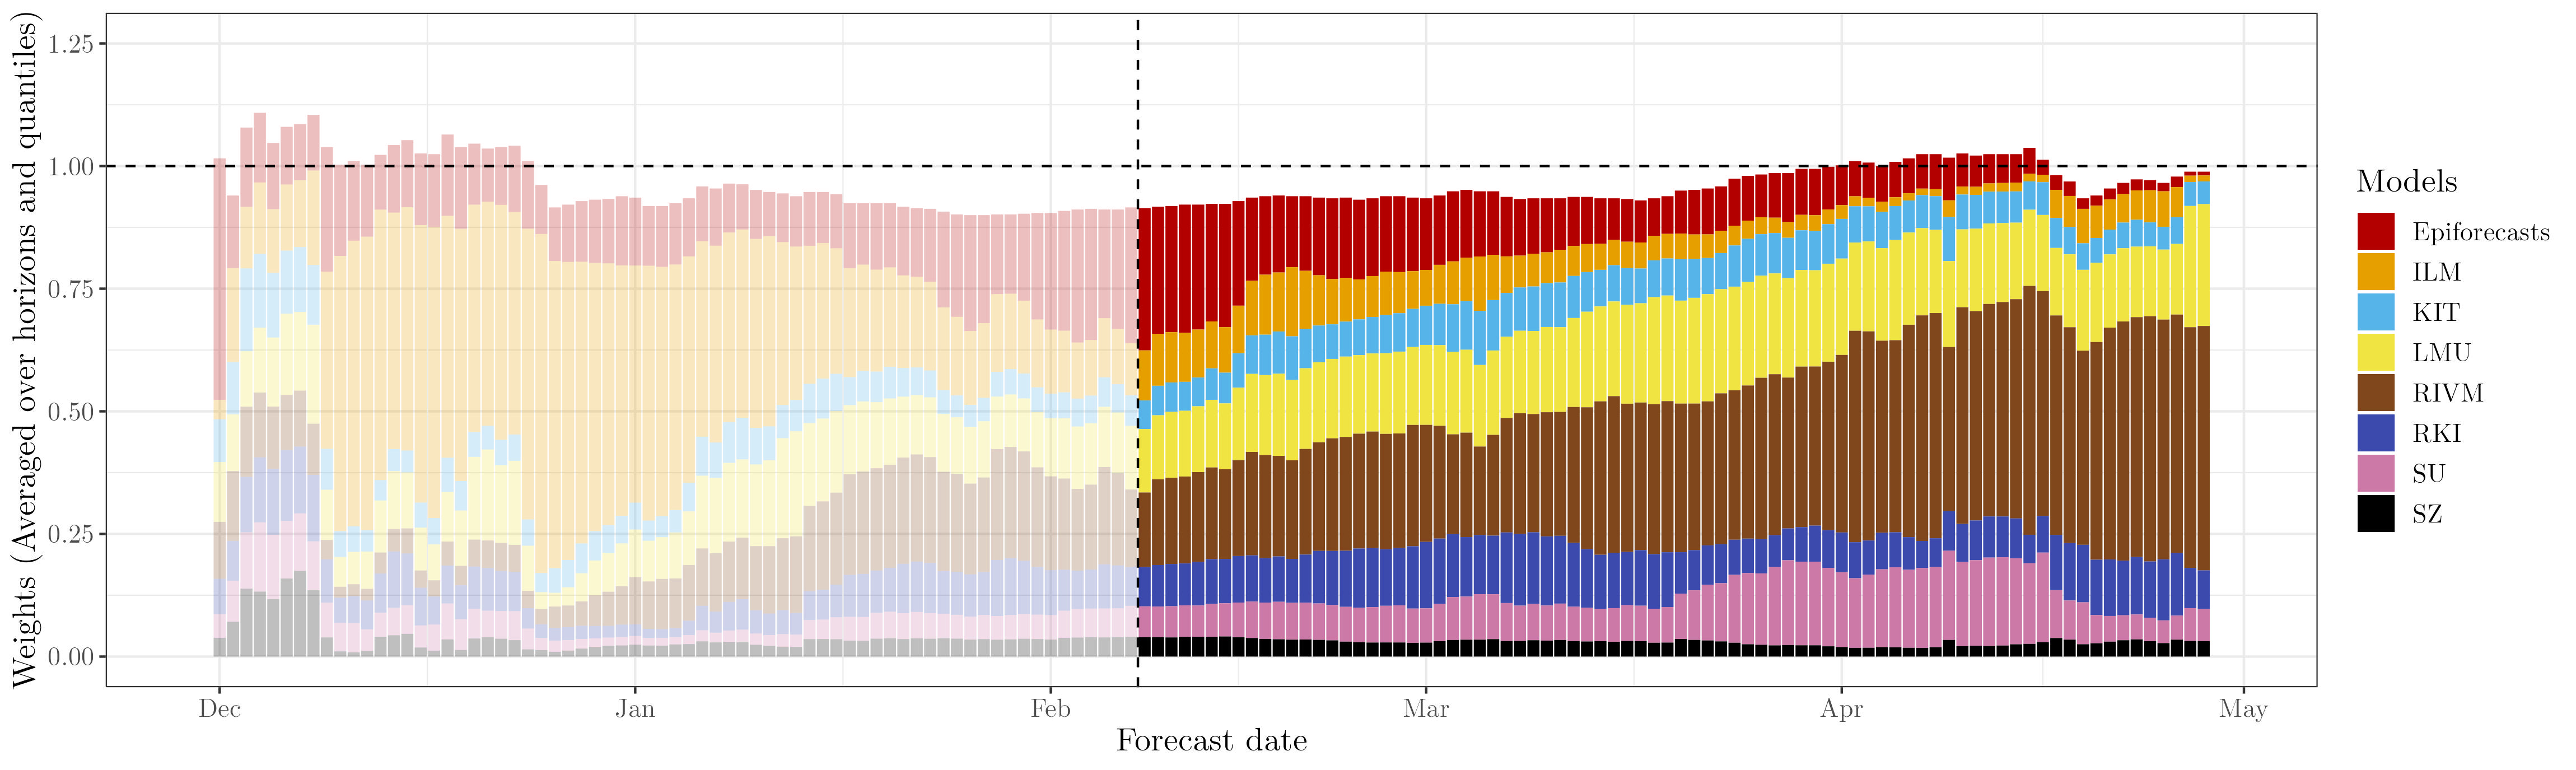 Weights (Averaged over horizons and quantiles)
1.25
1.00
0.75
0.50
0.25
0.00
Dec
Jan
Feb
Mar
Apr
May
Forecast date
Models
Epiforecasts
ILM
KIT
LMU
RIVM
RKI
SU
SZ